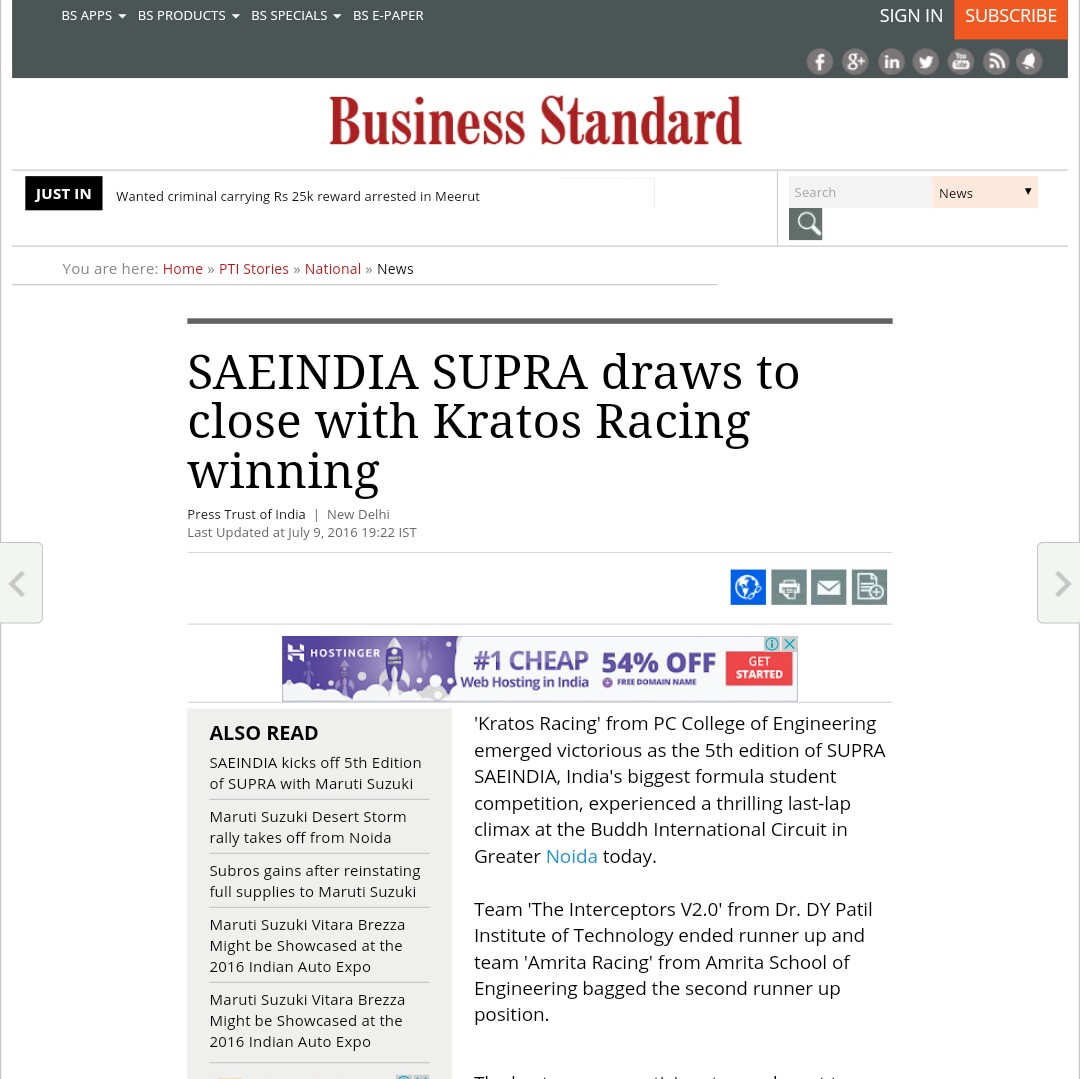 BS APPS BS PRODUCTS BS SPECIALS BS E-PAPER
SIGN IN SUBSCRIBE
Business Standard
JUST IN Wanted criminal carrying Rs 25k reward arrested in Meerut
Search News
You are here: Home » PTI Stories » National » News
SAEINDIA SUPRA draws to
close with Kratos Racing
winning
Press Trust of India | New Delhi
Last Updated at July 9, 2016 19:22 IST
HOSTINGER
#1 CHEAP
Web Hosting in India
54% OFF
FREE DOMAIN NAME
GET
STARTED
ALSO READ
SAEINDIA kicks off 5th Edition
of SUPRA with Maruti Suzuki
Maruti Suzuki Desert Storm
rally takes off from Noida
Subros gains after reinstating
full supplies to Maruti Suzuki
Maruti Suzuki Vitara Brezza
Might be Showcased at the
2016 Indian Auto Expo
Maruti Suzuki Vitara Brezza
Might be Showcased at the
2016 Indian Auto Expo
'Kratos Racing' from PC College of Engineering
emerged victorious as the 5th edition of SUPRA
SAEINDIA, India's biggest formula student
competition, experienced a thrilling last-lap
climax at the Buddh International Circuit in
Greater Noida today.
Team 'The Interceptors V2.0' from Dr. DY Patil
Institute of Technology ended runner up and
team 'Amrita Racing' from Amrita School of
Engineering bagged the second runner up
position.